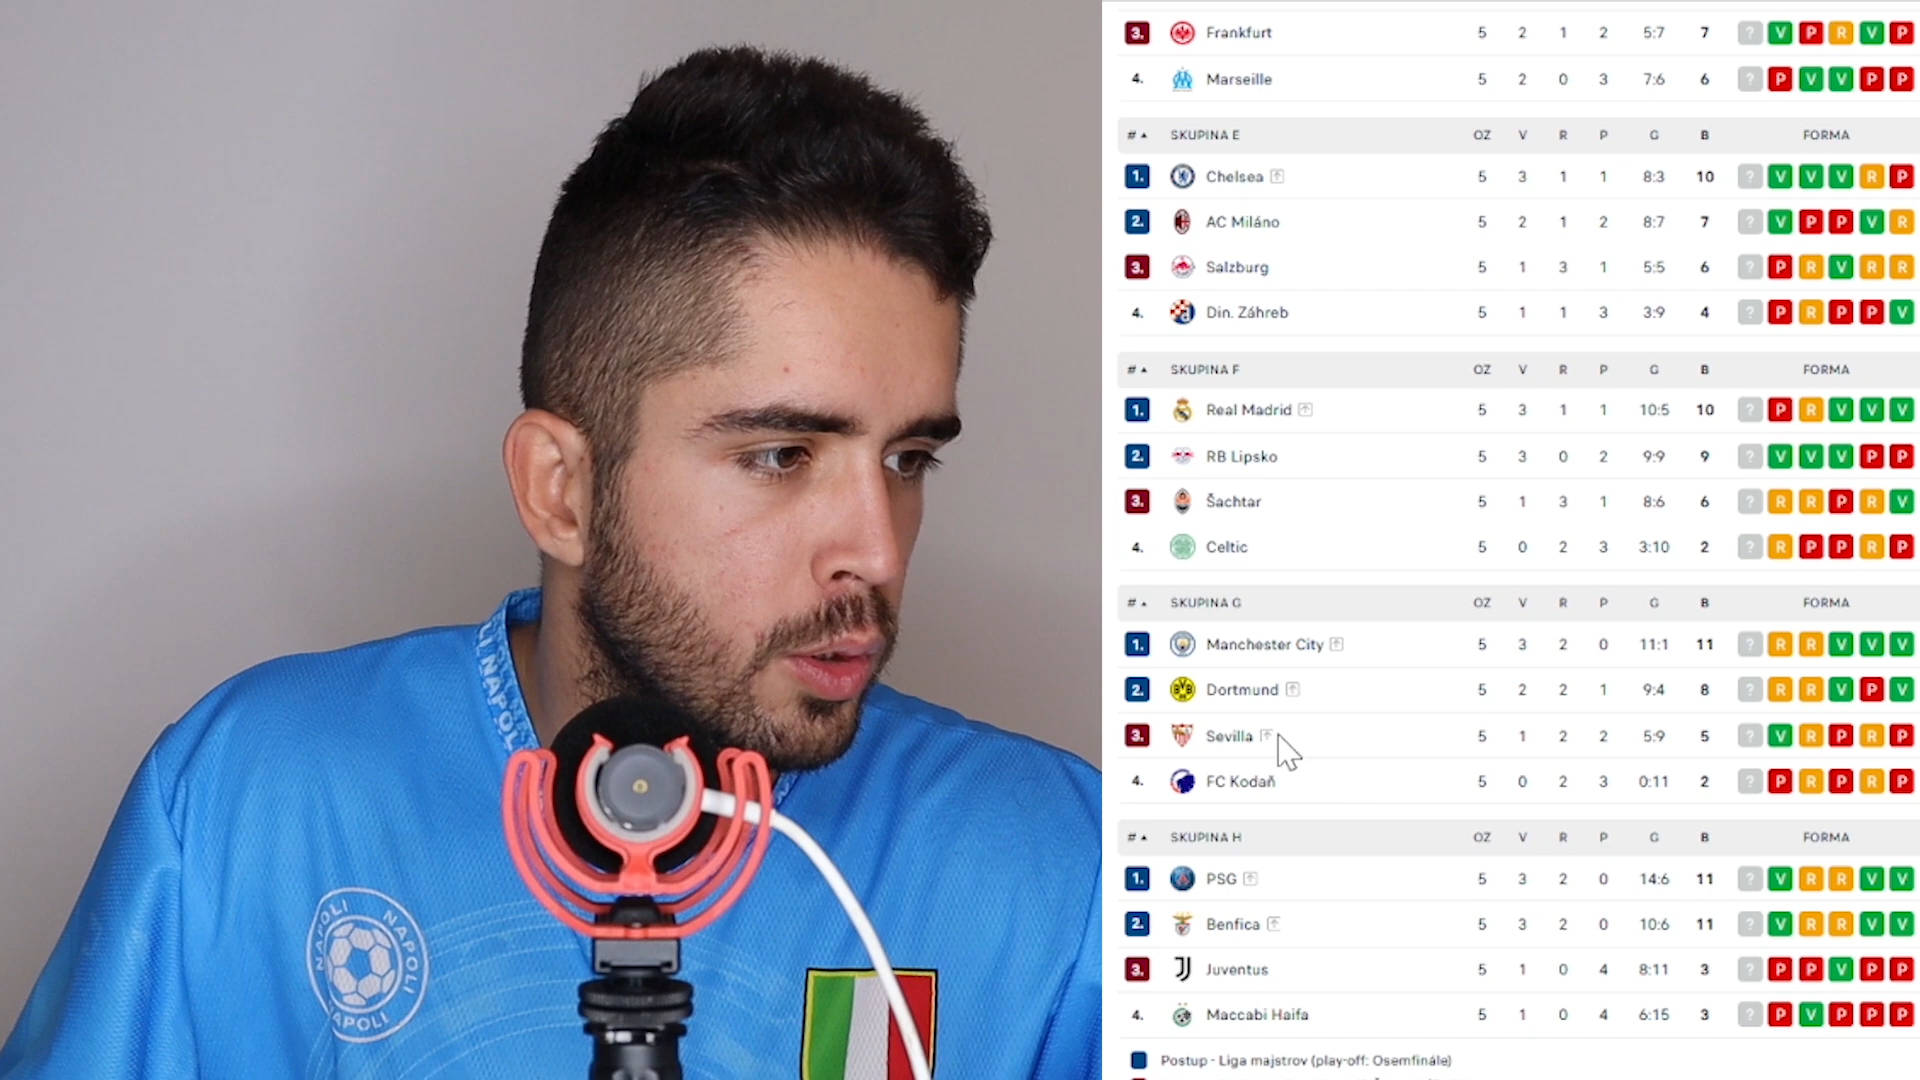 3. Frankfurt 5 2 1 2 5:7 7 ? V P R V P
4. Marseille 5 2 0 3 7:6 6 ? P V V P P
# SKUPINA E OZ V R P G B FORMA
1. Chelsea 5 3 1 1 8:3 10 ? V V V R P
2. AC Miláno 5 2 1 2 8:7 7 ? V P P V R
3. Salzburg 5 1 3 1 5:5 6 ? P R V R R
4. Din. Záhreb 5 1 1 3 3:9 4 ? P R P P V
# SKUPINA F OZ V R P G B FORMA
1. Real Madrid 5 3 1 1 10:5 10 ? P R V V V
2. RB Lipsko 5 3 0 2 9:9 9 ? V V V P P
3. Šachtar 5 1 3 1 8:6 6 ? R R P R V
4. Celtic 5 0 2 3 3:10 2 ? R P P R P
# SKUPINA G OZ V R P G B FORMA
1. Manchester City 5 3 2 0 11:1 11 ? R R V V V
2. Dortmund 5 2 2 1 9:4 8 ? R R V P V
3. Sevilla 5 1 2 2 5:9 5 ? V R P R P
4. FC Kodaň 5 0 2 3 0:11 2 ? P R P R P
# SKUPINA H OZ V R P G B FORMA
1. PSG 5 3 2 0 14:6 11 ? V R R V V
2. Benfica 5 3 2 0 10:6 11 ? V R R V V
3. Juventus 5 1 0 4 8:11 3 ? P P V P P
4. Maccabi Haifa 5 1 0 4 6:15 3 ? P V P P P
Postup - Liga majstrov (play-off: Osemfinále)
LI NAPOLI
NAPOLI NAPOLI
NAPOLI